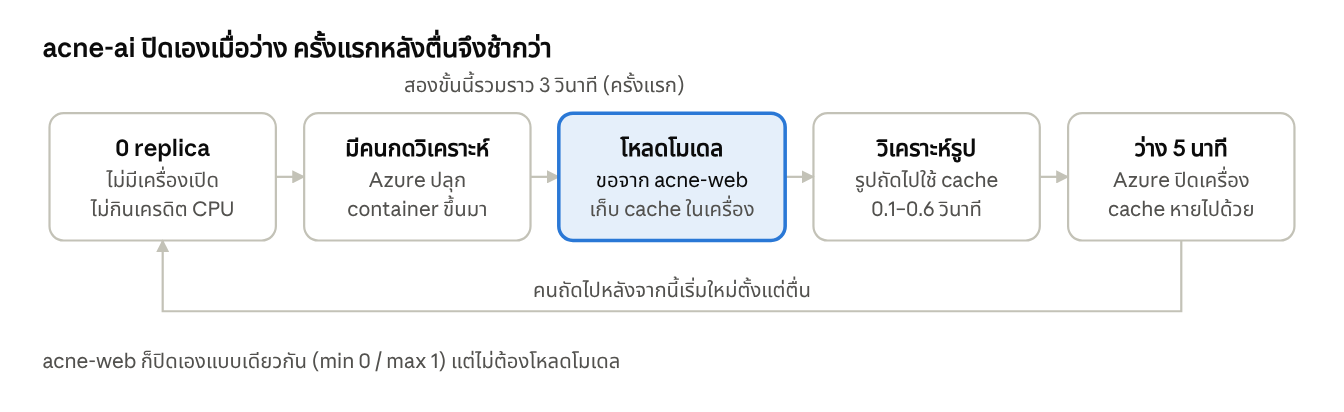 acne-ai ปิดเองเมื่อว่าง ครั้งแรกหลังตื่นจึงช้ากว่า
สองขั้นนี้รวมราว 3 วินาที (ครั้งแรก)
0 replica
ไม่มีเครื่องเปิด
ไม่กินเครดิต CPU
มีคนกดวิเคราะห์
Azure ปลุก
container ขึ้นมา
โหลดโมเดล
ขอจาก acne-web
เก็บ cache ในเครื่อง
วิเคราะห์รูป
รูปถัดไปใช้ cache
0.1–0.6 วินาที
ว่าง 5 นาที
Azure ปิดเครื่อง
cache หายไปด้วย
คนถัดไปหลังจากนี้เริ่มใหม่ตั้งแต่ตื่น
acne-web ก็ปิดเองแบบเดียวกัน (min 0 / max 1) แต่ไม่ต้องโหลดโมเดล